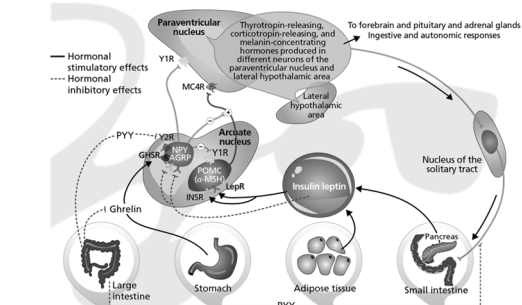 Paraventricular
nucleus
Thyrotropin-releasing,
corticotropin-releasing, and
melanin-concentrating
hormones produced in
different neurons of the
paraventricular nucleus and
lateral hypothalamic area
To forebrain and pituitary and adrenal glands
Ingestive and autonomic responses
Hormonal
stimulatory effects
Hormonal
inhibitory effects
Y1R
MC4R
Lateral
hypothalamic
area
Arcuate
nucleus
PYY
Y2R
GHSR
NPY
AGRP
Y1R
POMC
(α-MSH)
LepR
INSR
Insulin leptin
Nucleus of the
solitary tract
Ghrelin
Pancreas
Large
intestine
Stomach
Adipose tissue
Small intestine
PYY